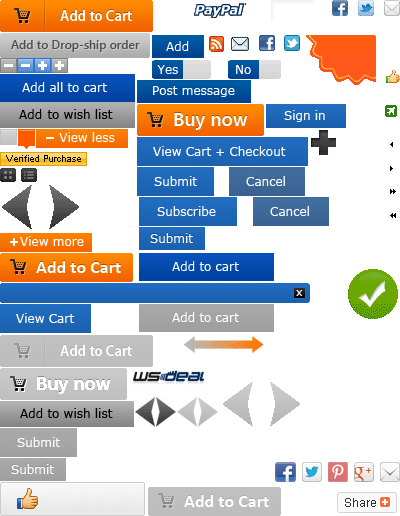 Add to Cart
PayPal
Add to Drop-ship order
Add
Yes
No
Add all to cart
Post message
Add to wish list
Buy now
Sign in
View less
View Cart + Checkout
Verified Purchase
Submit
Cancel
Subscribe
Cancel
+View more
Submit
Add to Cart
Add to cart
View Cart
Add to cart
Add to Cart
Buy now
WSdeal
Add to wish list
Submit
Submit
Add to Cart
Share